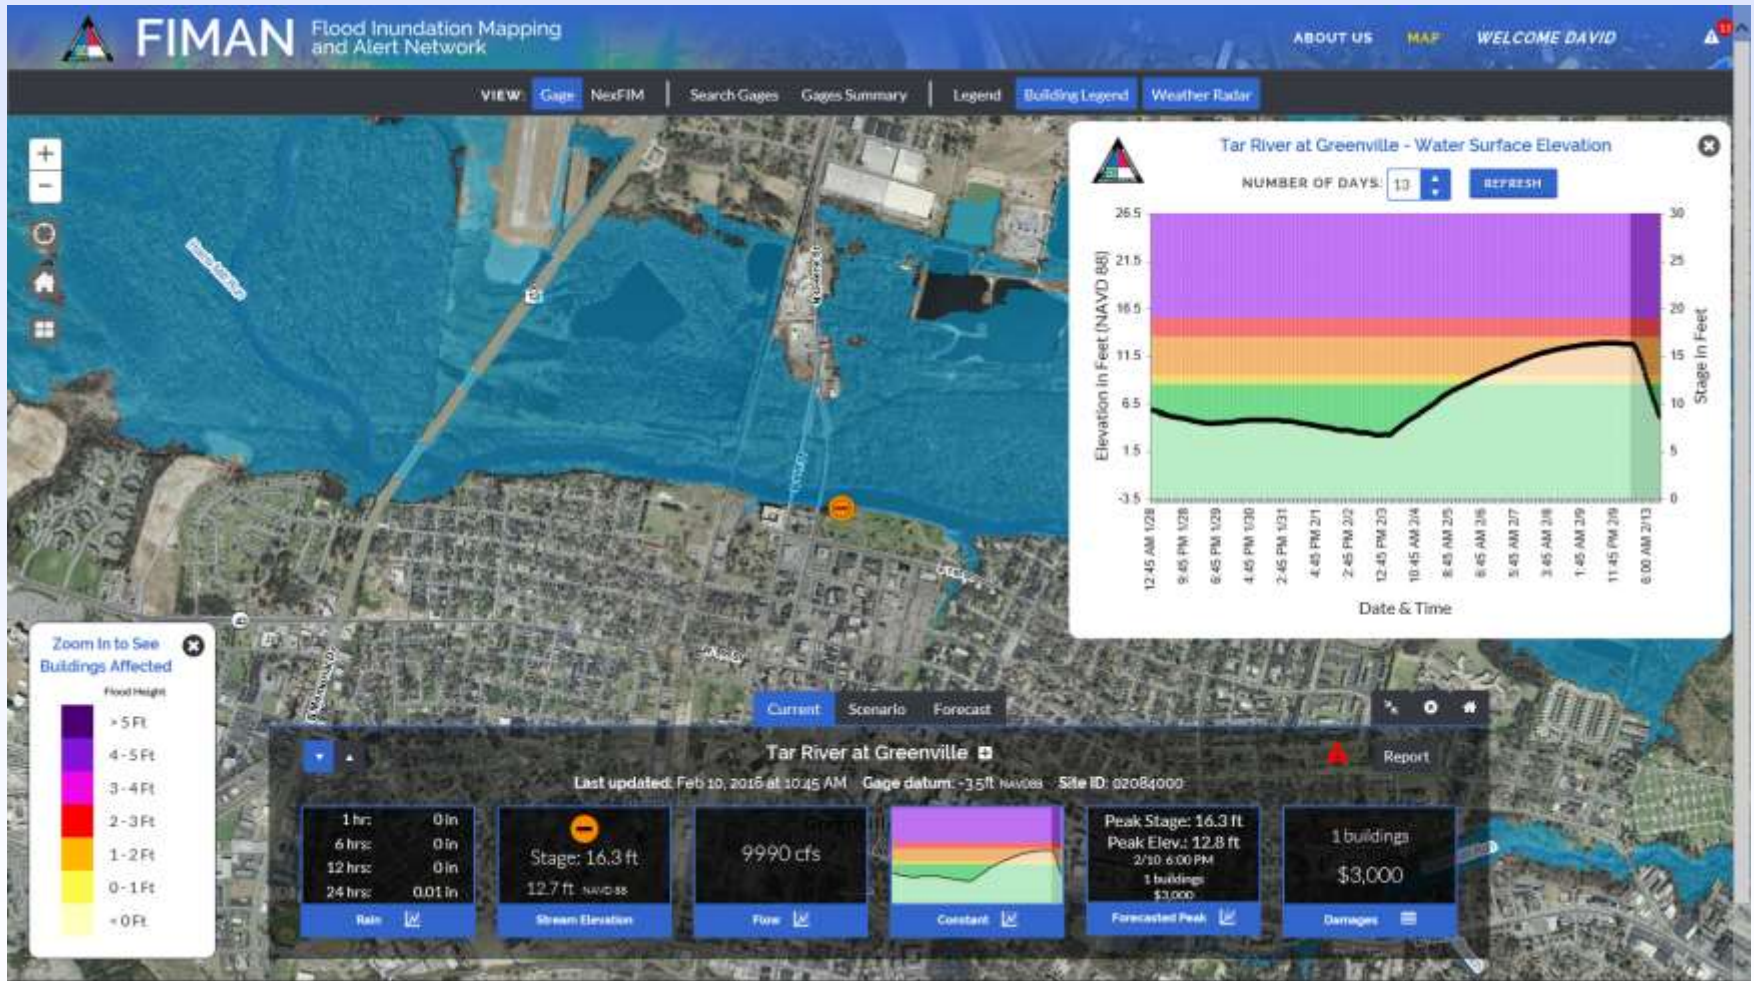 FIMAN
Flood Inundation Mapping
and Alert Network
ABOUT US
MAP
WELCOME DAVID
11
VIEW:
Gage
NexFIM
Search Gages
Gages Summary
Legend
Building Legend
Weather Radar
+
−
Tar River at Greenville - Water Surface Elevation
NUMBER OF DAYS: 13
REFRESH
Elevation in Feet (NAVD 88)
26.5
21.5
16.5
11.5
6.5
1.5
-3.5
30
25
20
15
10
5
0
Stage in Feet
12:45 AM 1/28
9:45 PM 1/28
6:45 PM 1/29
4:45 PM 1/30
2:45 PM 1/31
4:45 PM 2/1
2:45 PM 2/2
12:45 PM 2/3
10:45 AM 2/4
8:45 AM 2/5
6:45 AM 2/6
5:45 AM 2/7
3:45 AM 2/8
1:45 AM 2/9
11:45 PM 2/9
6:00 AM 2/13
Date & Time
Zoom In to See
Buildings Affected
Flood Height
> 5 Ft
4 - 5 Ft
3 - 4 Ft
2 - 3 Ft
1 - 2 Ft
0 - 1 Ft
< 0 Ft
Current
Scenario
Forecast
Tar River at Greenville
Report
Last updated: Feb 10, 2016 at 10:45 AM Gage datum: -3.5ft NAVD88 Site ID: 02084000
1 hr: 0 in
6 hrs: 0 in
12 hrs: 0 in
24 hrs: 0.01 in
Rain
Stage: 16.3 ft
12.7 ft NAVD 88
Stream Elevation
9990 cfs
Flow
Constant
Peak Stage: 16.3 ft
Peak Elev.: 12.8 ft
2/10 6:00 PM
1 buildings
$3,000
Forecasted Peak
1 buildings
$3,000
Damages